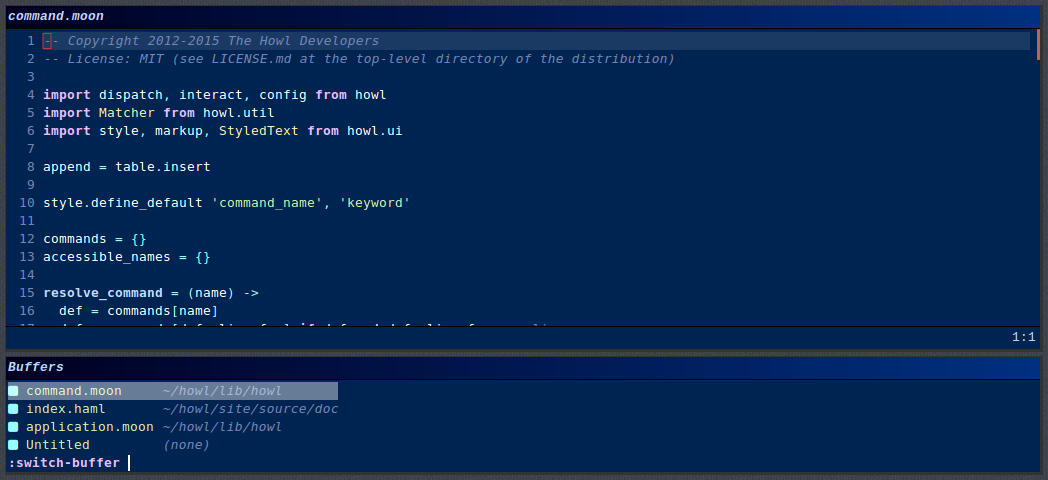 command.moon
1 -- Copyright 2012-2015 The Howl Developers
2 -- License: MIT (see LICENSE.md at the top-level directory of the distribution)
3
4 import dispatch, interact, config from howl
5 import Matcher from howl.util
6 import style, markup, StyledText from howl.ui
7
8 append = table.insert
9
10 style.define_default 'command_name', 'keyword'
11
12 commands = {}
13 accessible_names = {}
14
15 resolve_command = (name) ->
16   def = commands[name]
1:1
Buffers
command.moon ~/howl/lib/howl
index.haml ~/howl/site/source/doc
application.moon ~/howl/lib/howl
Untitled (none)
:switch-buffer